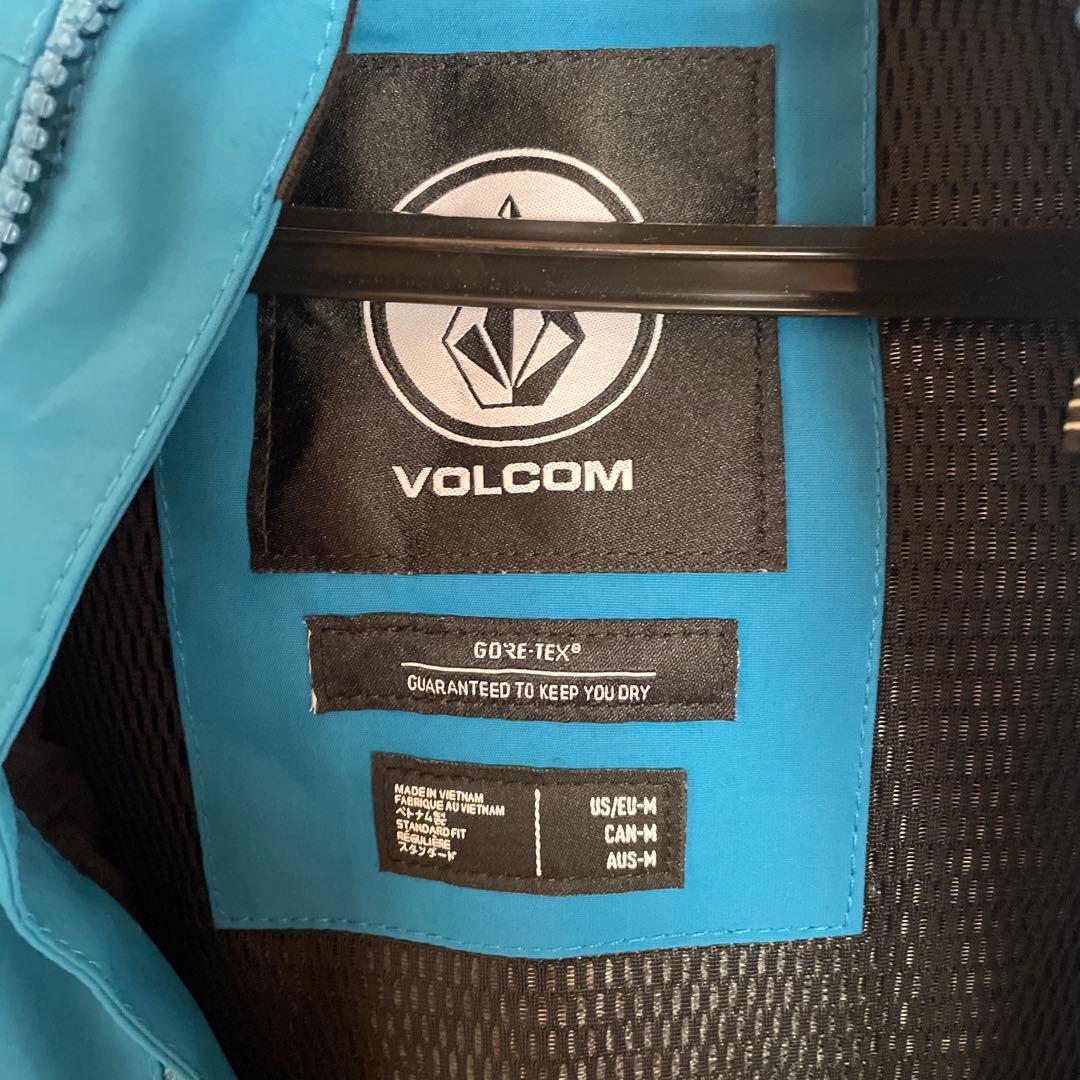 VOLCOM
GORE-TEX®
GUARANTEED TO KEEP YOU DRY
MADE IN VIETNAM
FABRIQUE AU VIETNAM
ベトナム製
STANDARD FIT
RÉGULIÈRE
スタンダード
US/EU-M
CAN-M
AUS-M